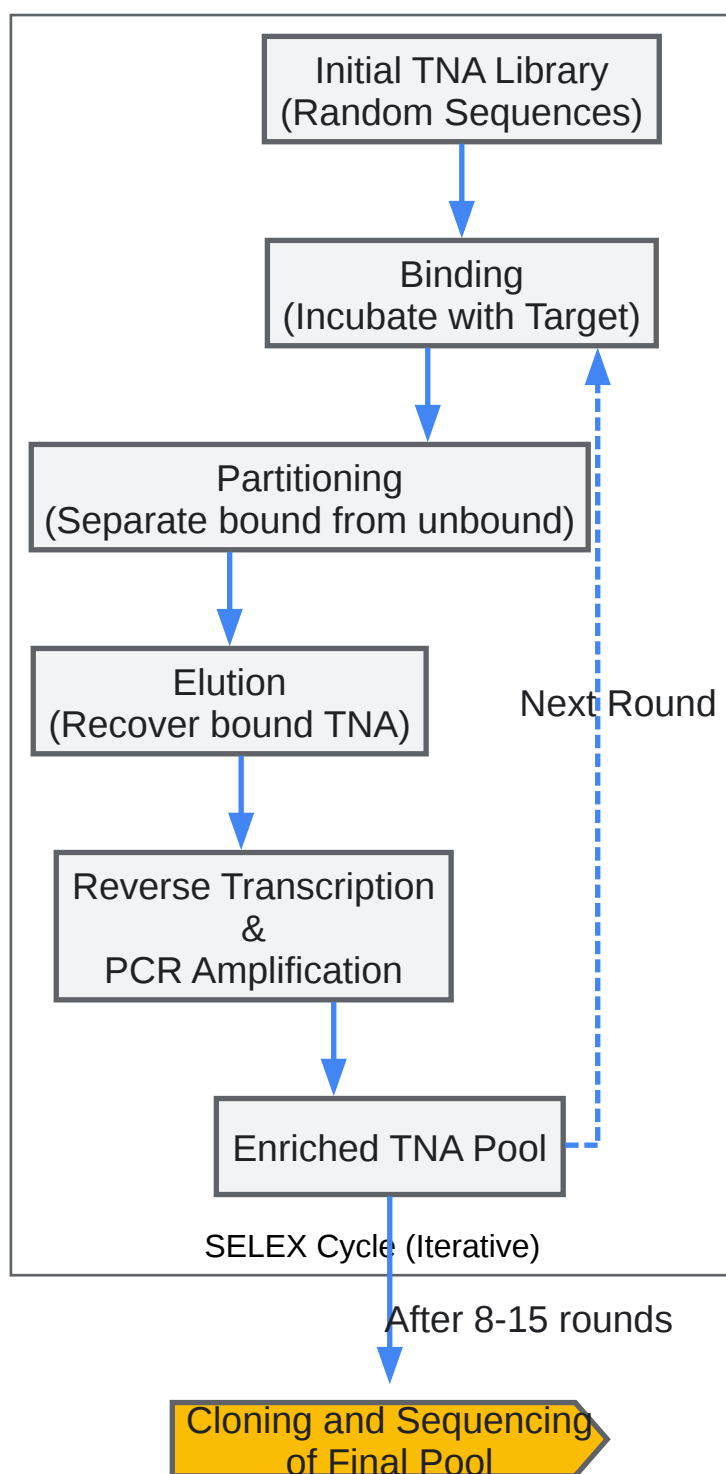 Initial TNA Library
(Random Sequences)
Binding
(Incubate with Target)
Partitioning
(Separate bound from unbound)
Elution
(Recover bound TNA)
Next Round
Reverse Transcription
&
PCR Amplification
Enriched TNA Pool
SELEX Cycle (Iterative)
After 8-15 rounds
Cloning and Sequencing
of Final Pool